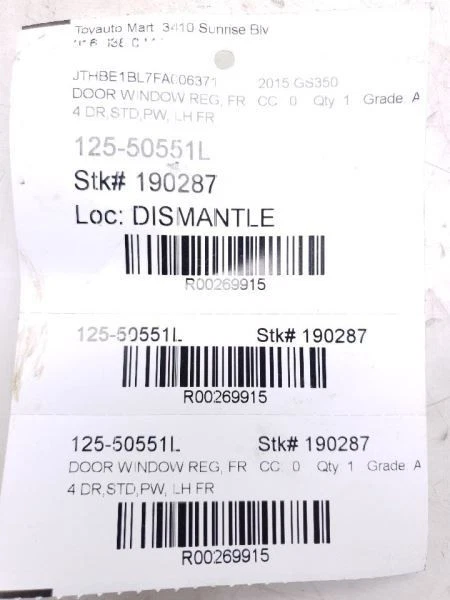 Toyauto Mart 3410 Sunrise Blv
JTHBE1BL7FA006371 2015 GS350
DOOR WINDOW REG, FR CC: 0 Qty 1 Grade A
4 DR,STD,PW, LH FR
125-50551L
Stk# 190287
Loc: DISMANTLE
R00269915
125-50551L Stk# 190287
R00269915
125-50551L Stk# 190287
DOOR WINDOW REG, FR CC: 0 Qty 1 Grade A
4 DR,STD,PW, LH FR
R00269915